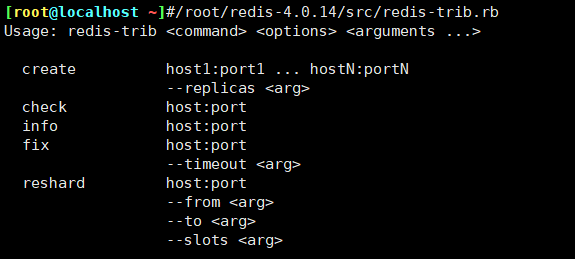 [root@localhost ~]#/root/redis-4.0.14/src/redis-trib.rb
Usage: redis-trib <command> <options> <arguments ...>
create          host1:port1 ... hostN:portN
--replicas <arg>
check           host:port
info            host:port
fix             host:port
--timeout <arg>
reshard         host:port
--from <arg>
--to <arg>
--slots <arg>